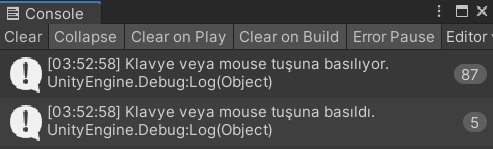 Console
Clear Collapse Clear on Play Clear on Build Error Pause Editor
[03:52:58] Klavye veya mouse tuşuna basılıyor.
UnityEngine.Debug:Log(Object)
87
[03:52:58] Klavye veya mouse tuşuna basıldı.
UnityEngine.Debug:Log(Object)
5